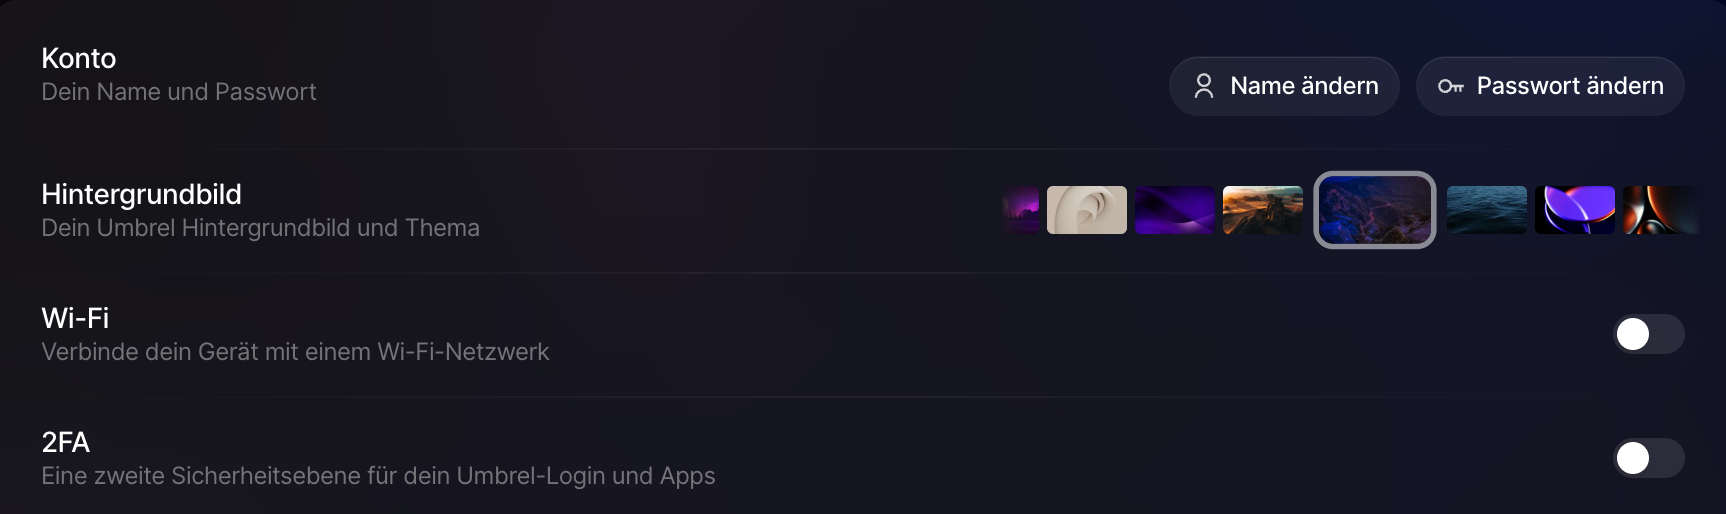 Konto
Dein Name und Passwort
Name ändern
Passwort ändern
Hintergrundbild
Dein Umbrel Hintergrundbild und Thema
Wi-Fi
Verbinde dein Gerät mit einem Wi-Fi-Netzwerk
2FA
Eine zweite Sicherheitsebene für dein Umbrel-Login und Apps